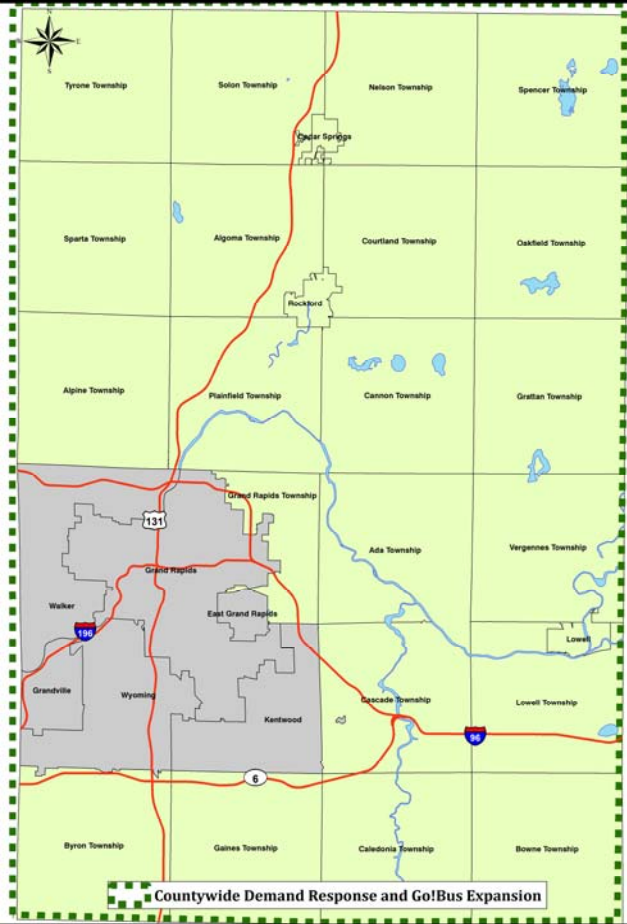 N
E
S
Tyrone Township
Solon Township
Nelson Township
Spencer Township
Cedar Springs
Sparta Township
Algoma Township
Courtland Township
Oakfield Township
Rockford
Alpine Township
Plainfield Township
Cannon Township
Grattan Township
Grand Rapids Township
131
Ada Township
Vergennes Township
Grand Rapids
Walker
East Grand Rapids
196
Lowell
Grandville
Wyoming
Cascade Township
Lowell Township
Kentwood
96
6
Byron Township
Gaines Township
Caledonia Township
Bowne Township
Countywide Demand Response and Go!Bus Expansion